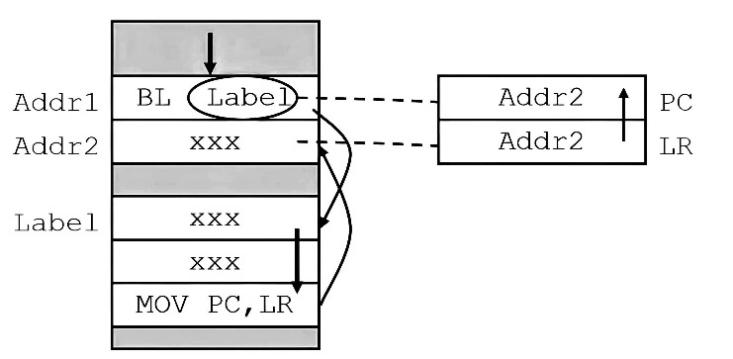 Addr1 BL Label Addr2 PC
Addr2 xxx Addr2 LR
Label xxx
xxx
MOV PC,LR